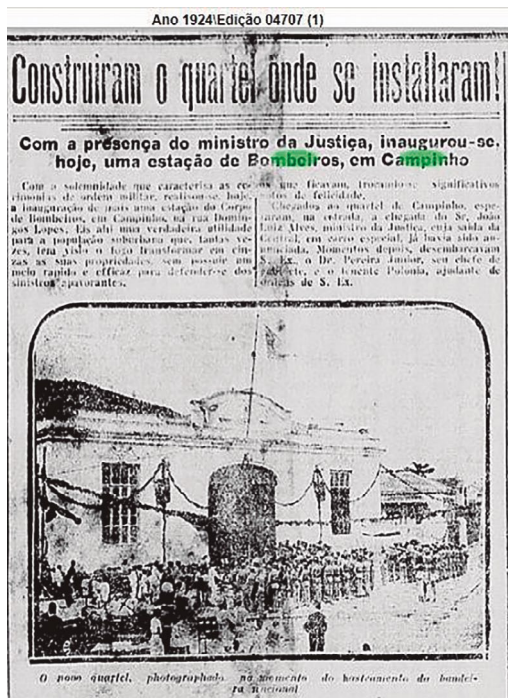 Ano 1924\Edição 04707 (1)
Construiram o quartel onde se installaram!
Com a presença do ministro da Justiça, inaugurou-se,
hoje, uma estação de Bombeiros, em Campinho
Com a solemnidade que caracterisa as ce-
rimonias de ordem militar, realisou-se, hoje,
a inauguração de mais uma estação do Corpo
de Bombeiros, em Campinho, na rua Domin-
gos Lopes. Eis ahi uma verdadeira utilidade
para a população suburbana que, tantas ve-
zes, tem visto o fogo transformar em cin-
zas as suas propriedades, sem possuir um
meio rapido e efficaz para defender-se dos
sinistros apavorantes.
os que ficavam, trocando-se significativos
votos de felicidade.
Chegados ao quartel de Campinho, espe-
raram, na estrada, a chegada do Sr. João
Luiz Alves, ministro da Justiça, cuja saida da
Central, em carro especial, já havia sido an-
nunciada. Momentos depois, desembarcavam
S. Ex., o Dr. Pereira Junior, seu chefe de
gabinete, e o tenente Polonia, ajudante de
ordens de S. Ex.
O novo quartel, photographado no momento do hasteamento da bandei-
ra nacional